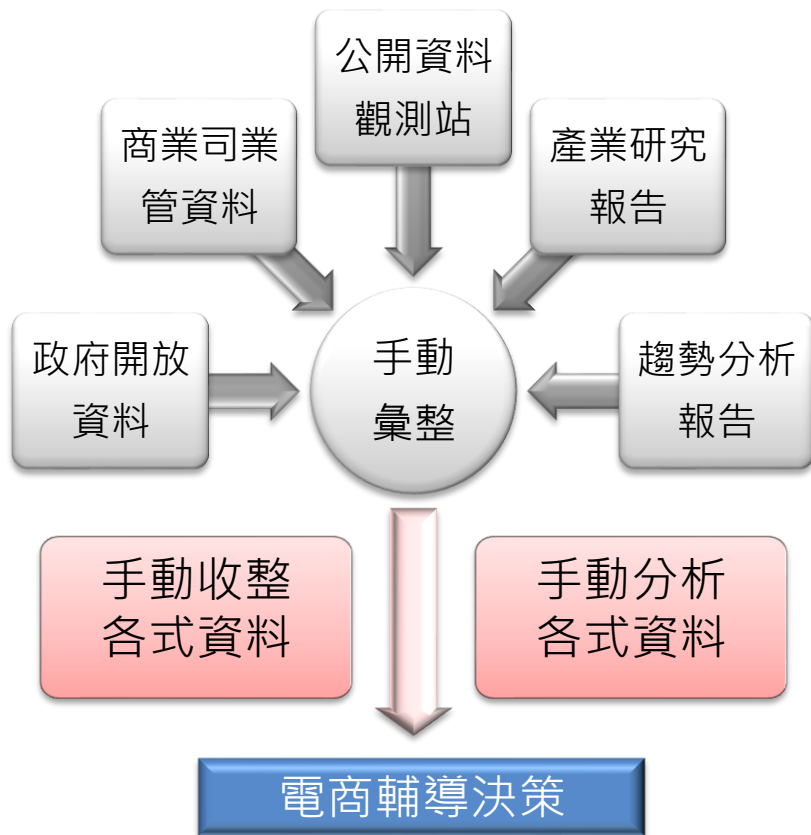 公開資料
觀測站
商業司業
管資料
產業研究
報告
政府開放
資料
手動
彙整
趨勢分析
報告
手動收整
各式資料
手動分析
各式資料
電商輔導決策